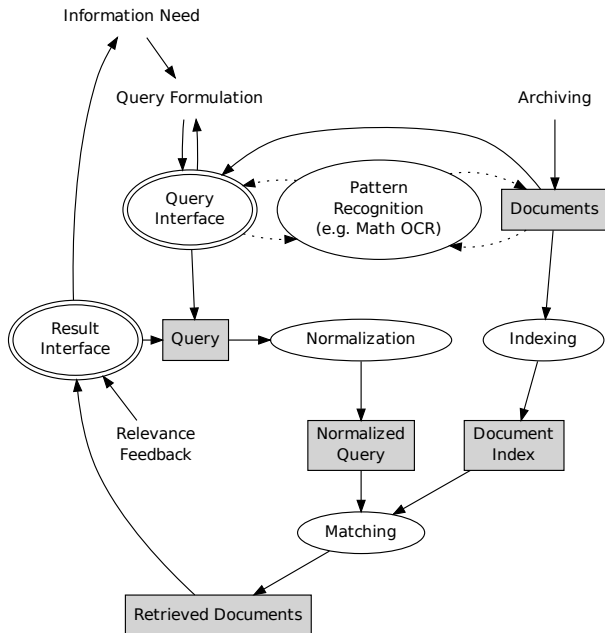 Information Need
Query Formulation
Archiving
Query
Interface
Pattern
Recognition
(e.g. Math OCR)
Documents
Result
Interface
Query
Normalization
Indexing
Relevance
Feedback
Normalized
Query
Document
Index
Matching
Retrieved Documents